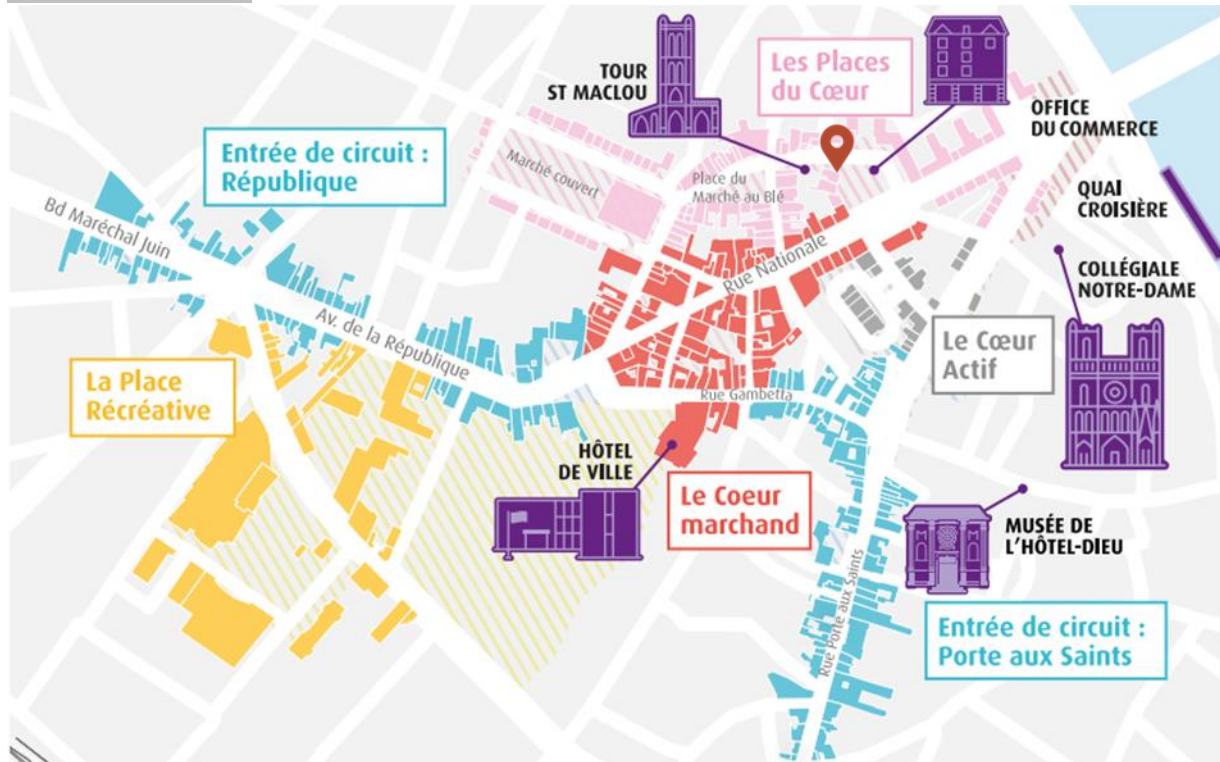 TOUR
ST MACLOU
Les Places
du Cœur
OFFICE
DU COMMERCE
Entrée de circuit :
République
Marché couvert
Place du
Marché au Blé
QUAI
CROISIÈRE
Bd Maréchal Juin
Rue Nationale
COLLÉGIALE
NOTRE-DAME
Av. de la République
Le Cœur
Actif
La Place
Récréative
Rue Gambetta
HÔTEL
DE VILLE
Le Coeur
marchand
MUSÉE DE
L'HÔTEL-DIEU
Rue Porte aux Saints
Entrée de circuit :
Porte aux Saints